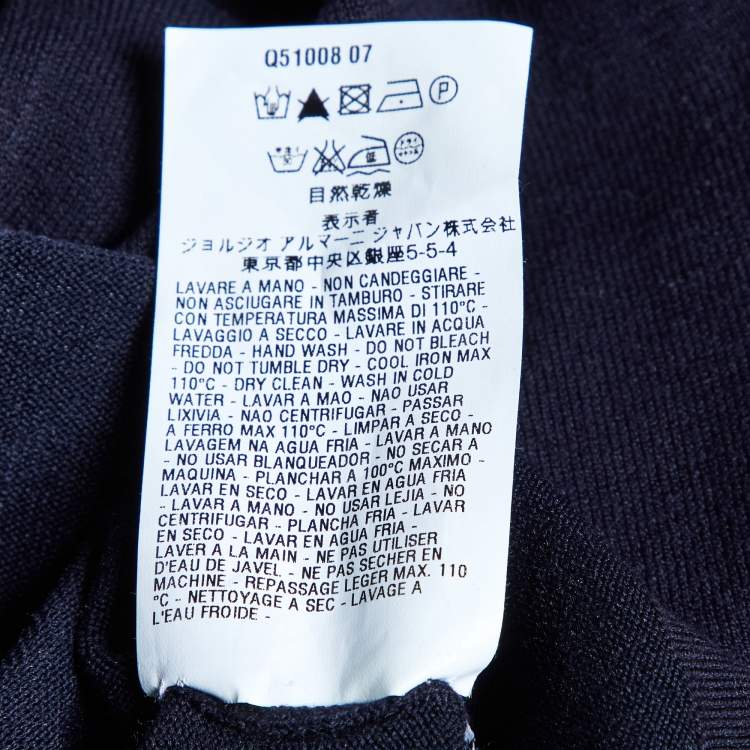 Q51008 07
P
自然乾燥
表示者
ジョルジオ アルマーニ ジャパン株式会社
東京都中央区銀座5-5-4
LAVARE A MANO - NON CANDEGGIARE -
NON ASCIUGARE IN TAMBURO - STIRARE
CON TEMPERATURA MASSIMA DI 110°C -
LAVAGGIO A SECCO - LAVARE IN ACQUA
FREDDA - HAND WASH - DO NOT BLEACH
- DO NOT TUMBLE DRY - COOL IRON MAX
110°C - DRY CLEAN - WASH IN COLD
WATER - LAVAR A MAO - NAO USAR
LIXIVIA - NAO CENTRIFUGAR - PASSAR
A FERRO MAX 110°C - LIMPAR A SECO -
LAVAGEM NA AGUA FRIA - LAVAR A MANO
- NO USAR BLANQUEADOR - NO SECAR A
MAQUINA - PLANCHAR A 100°C MAXIMO -
LAVAR EN SECO - LAVAR EN AGUA FRIA
- LAVAR A MANO - NO USAR LEJIA - NO
CENTRIFUGAR - PLANCHA FRIA - LAVAR
EN SECO - LAVAR EN AGUA FRIA -
LAVER A LA MAIN - NE PAS UTILISER
D'EAU DE JAVEL - NE PAS SECHER EN
MACHINE - REPASSAGE LEGER MAX. 110
°C - NETTOYAGE A SEC - LAVAGE A
L'EAU FROIDE -